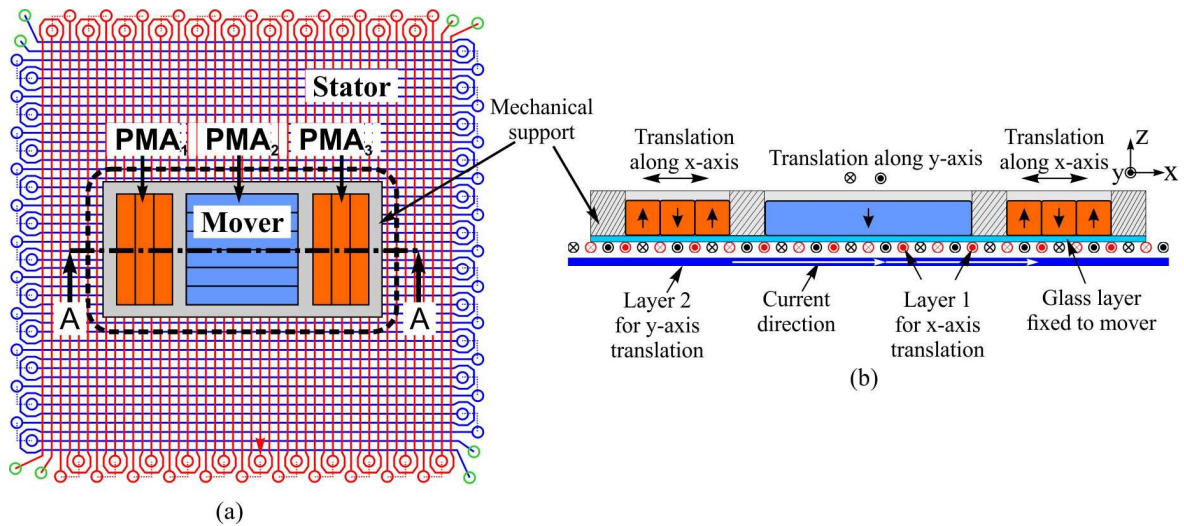 Stator
Mechanical
support
PMA₁ PMA₂ PMA₃
Mover
A A
(a)
Translation
along x-axis
Translation along y-axis
Translation
along x-axis
z
y x
Layer 2
for y-axis
translation
Current
direction
Layer 1
for x-axis
translation
Glass layer
fixed to mover
(b)